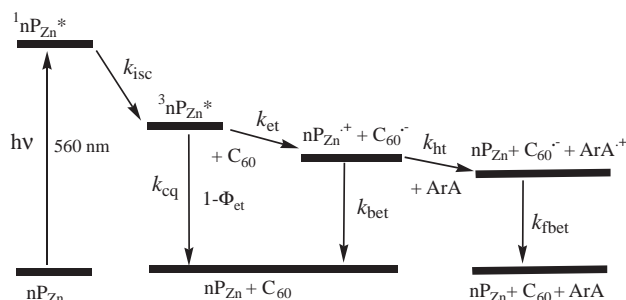 ¹nP_Zn*
k_isc
³nP_Zn*
k_et
nP_Zn^·+ + C_60^·-
k_ht
nP_Zn + C_60^·- + ArA^·+
hν
560 nm
+ C_60
+ ArA
k_cq
1-Φ_et
k_bet
k_fbet
nP_Zn
nP_Zn + C_60
nP_Zn + C_60 + ArA